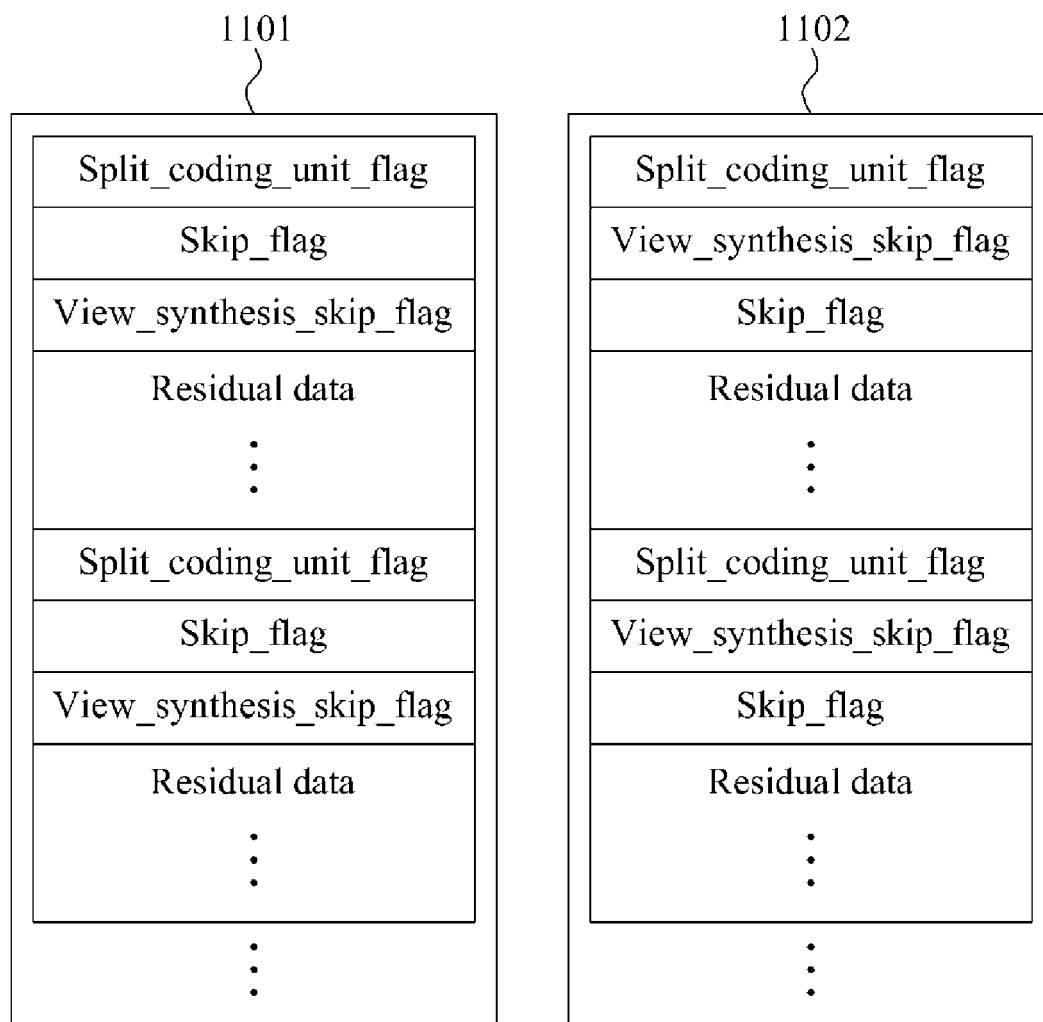 1101
Split_coding_unit_flag
Skip_flag
View_synthesis_skip_flag
Residual data
Split_coding_unit_flag
Skip_flag
View_synthesis_skip_flag
Residual data
1102
Split_coding_unit_flag
View_synthesis_skip_flag
Skip_flag
Residual data
Split_coding_unit_flag
View_synthesis_skip_flag
Skip_flag
Residual data